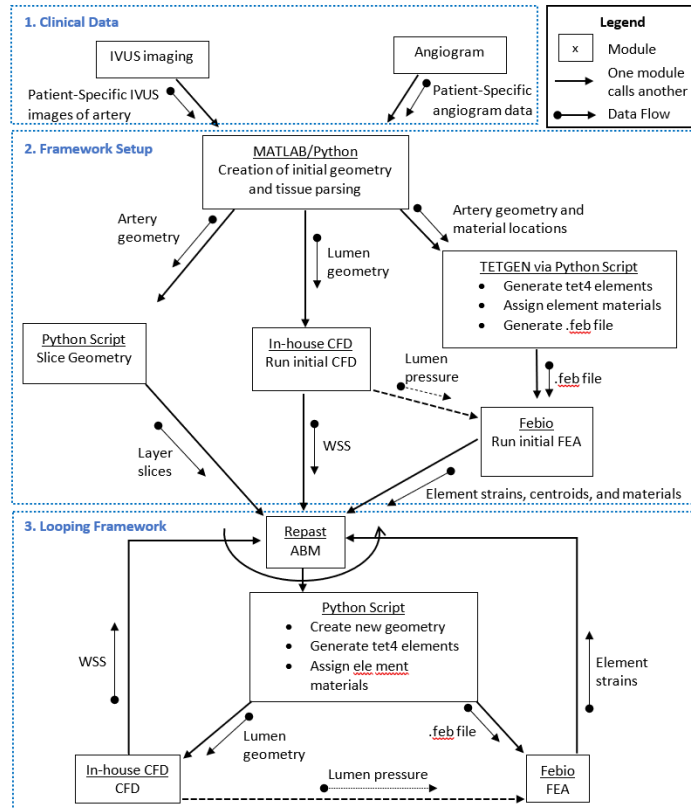 1. Clinical Data
IVUS imaging
Angiogram
Patient-Specific IVUS
images of artery
Patient-Specific
angiogram data
Legend
x
Module
One module
calls another
Data Flow
2. Framework Setup
MATLAB/Python
Creation of initial geometry
and tissue parsing
Artery
geometry
Lumen
geometry
Artery geometry and
material locations
TETGEN via Python Script
• Generate tet4 elements
• Assign element materials
• Generate .feb file
Python Script
Slice Geometry
In-house CFD
Run initial CFD
Lumen
pressure
.feb file
Febio
Run initial FEA
Layer
slices
WSS
Element strains, centroids, and materials
3. Looping Framework
Repast
ABM
Python Script
• Create new geometry
• Generate tet4 elements
• Assign ele ment
materials
WSS
Element
strains
Lumen
geometry
.feb file
In-house CFD
CFD
Lumen pressure
Febio
FEA